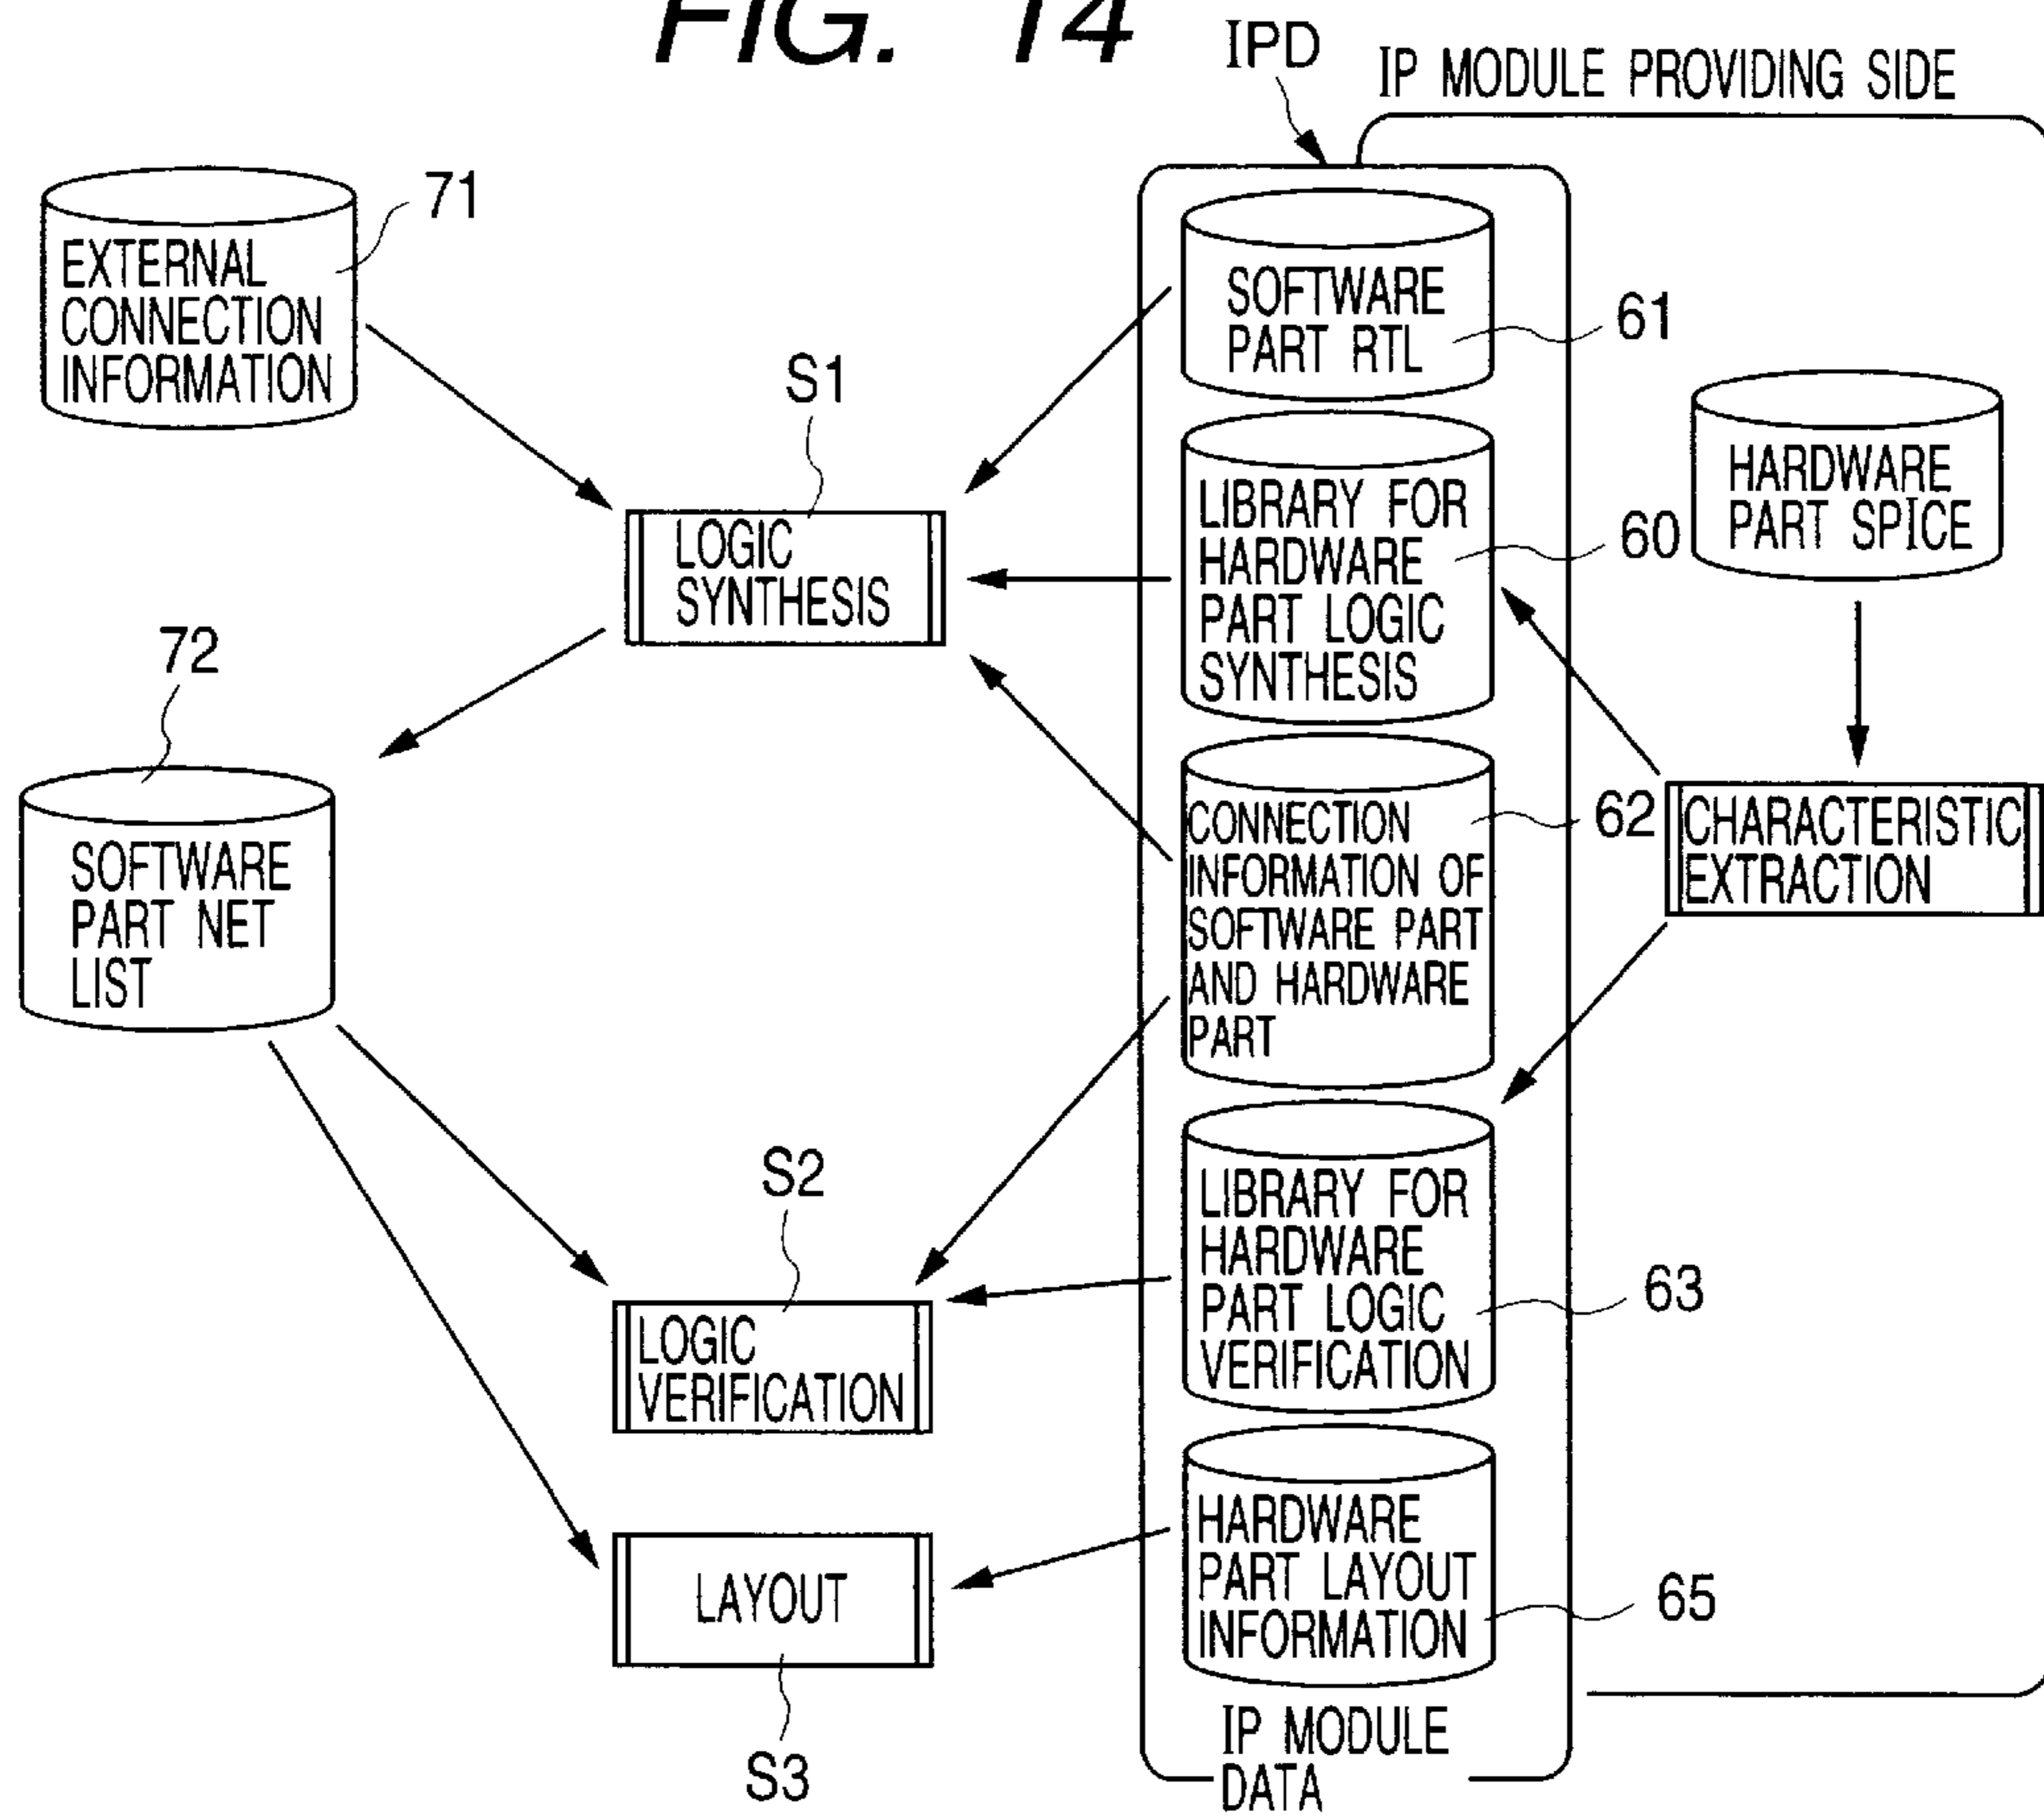 FIG. 14
IPD
IP MODULE PROVIDING SIDE
71
EXTERNAL
CONNECTION
INFORMATION
SOFTWARE
PART RTL
61
S1
LOGIC
SYNTHESIS
LIBRARY FOR
HARDWARE
PART LOGIC
SYNTHESIS
60
HARDWARE
PART SPICE
72
SOFTWARE
PART NET
LIST
CONNECTION
INFORMATION OF
SOFTWARE PART
AND HARDWARE
PART
62
CHARACTERISTIC
EXTRACTION
S2
LOGIC
VERIFICATION
LIBRARY FOR
HARDWARE
PART LOGIC
VERIFICATION
63
LAYOUT
S3
HARDWARE
PART LAYOUT
INFORMATION
65
IP MODULE
DATA